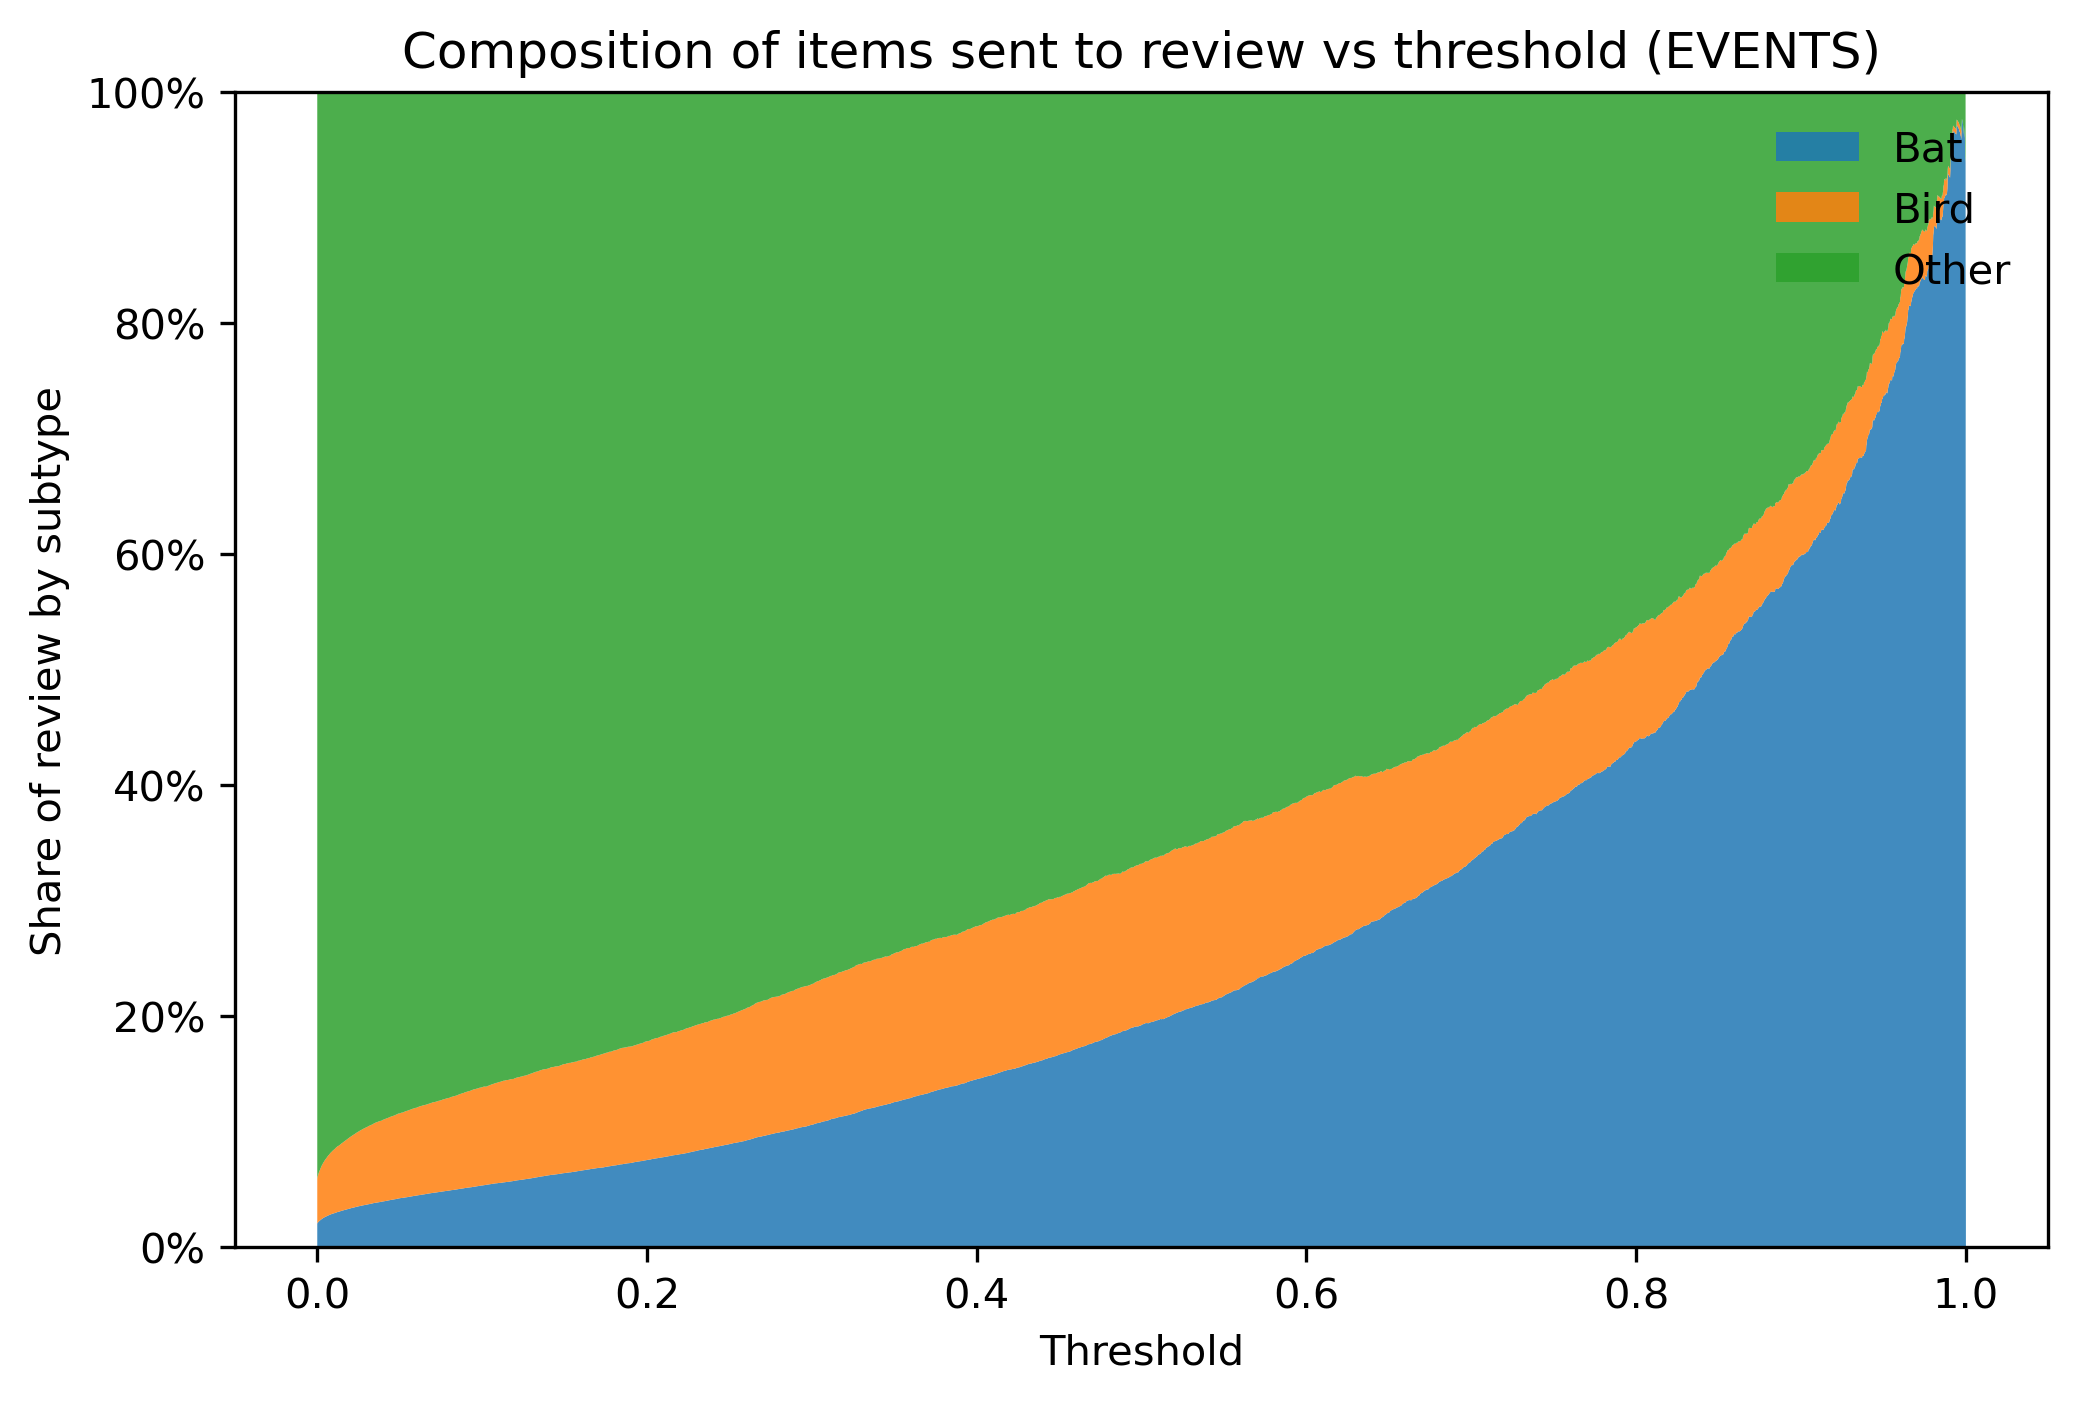 Composition of items sent to review vs threshold (EVENTS)
100%
80%
60%
40%
20%
0%
Share of review by subtype
Bat
Bird
Other
0.0
0.2
0.4
0.6
0.8
1.0
Threshold